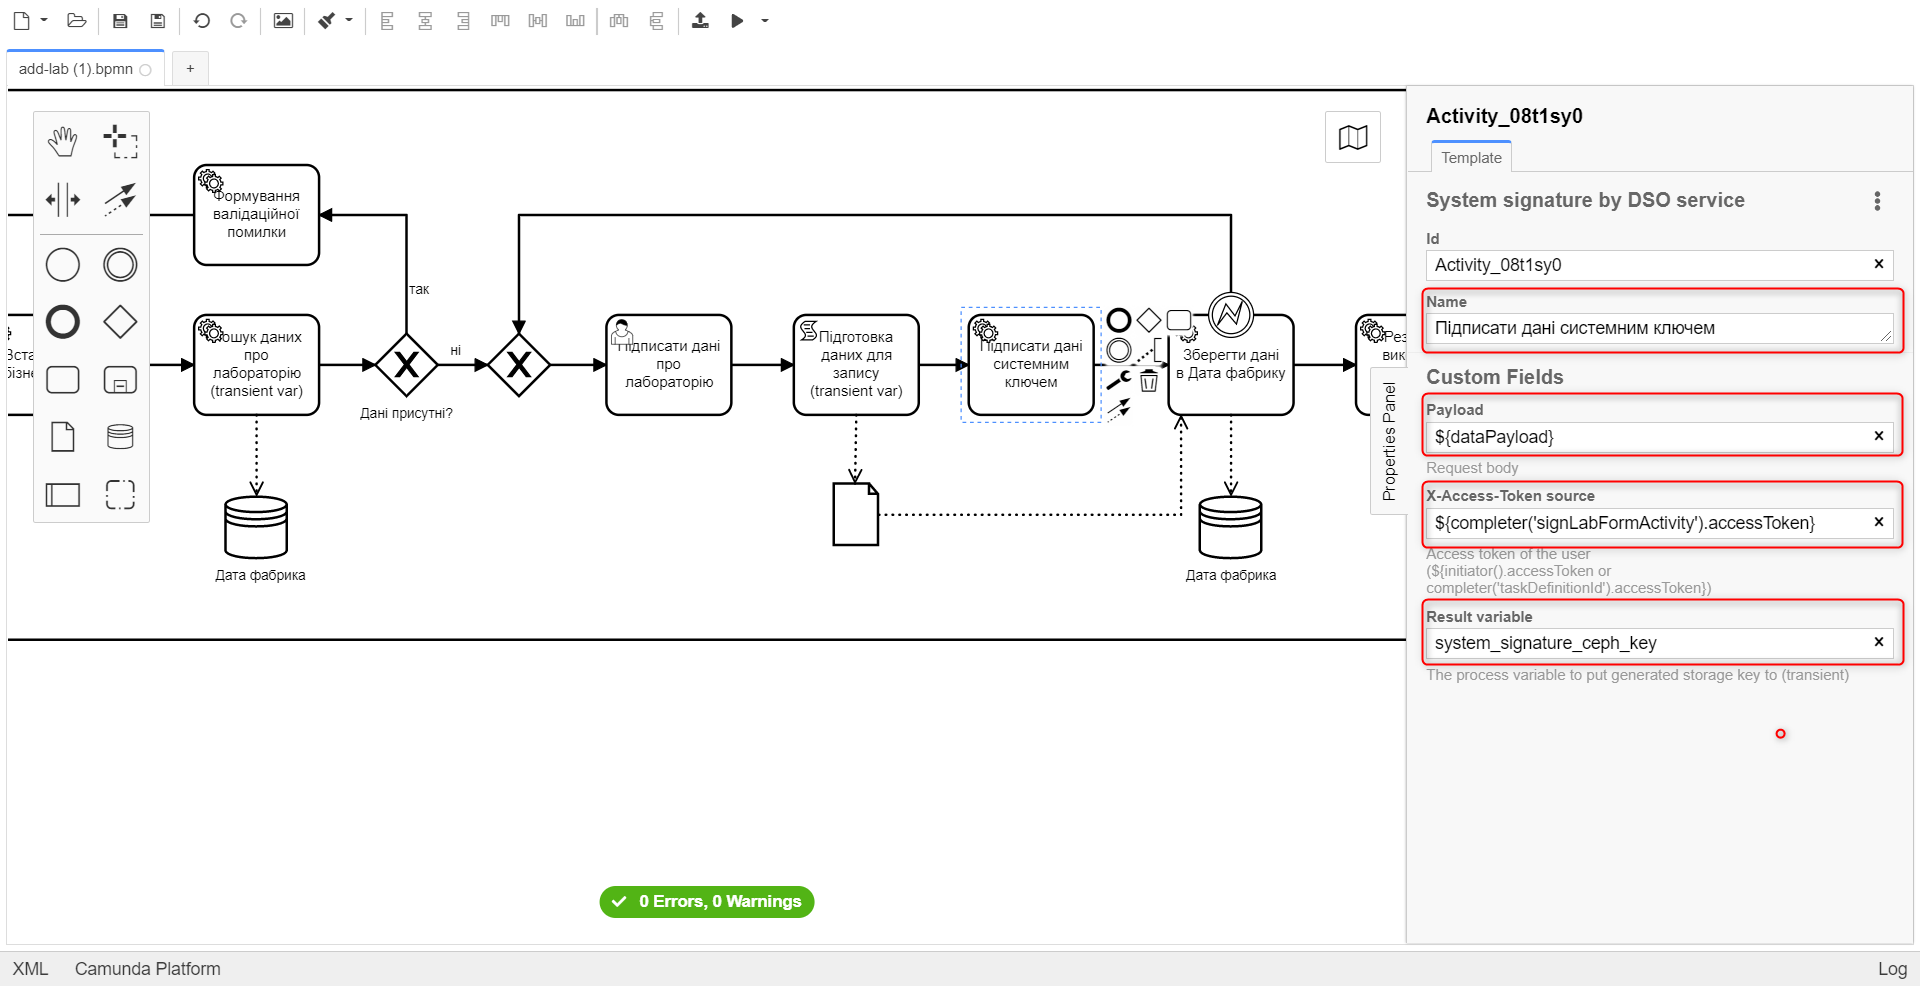 add-lab (1).bpmn
+
Формування
валідаційної
помилки
так
Пошук даних
про
лабораторію
(transient var)
Дані присутні?
ні
Підписати дані
про
лабораторію
Підготовка
даних для
запису
(transient var)
Підписати дані
системним
ключем
Зберегти дані
в Дата фабрику
Рез
вик
Вста
бізне
Дата фабрика
Дата фабрика
0 Errors, 0 Warnings
Properties Panel
Activity_08t1sy0
Template
System signature by DSO service
Id
Activity_08t1sy0
Name
Підписати дані системним ключем
Custom Fields
Payload
${dataPayload}
Request body
X-Access-Token source
${completer('signLabFormActivity').accessToken}
Access token of the user
(${initiator().accessToken or
completer('taskDefinitionId').accessToken})
Result variable
system_signature_ceph_key
The process variable to put generated storage key to (transient)
XML
Camunda Platform
Log